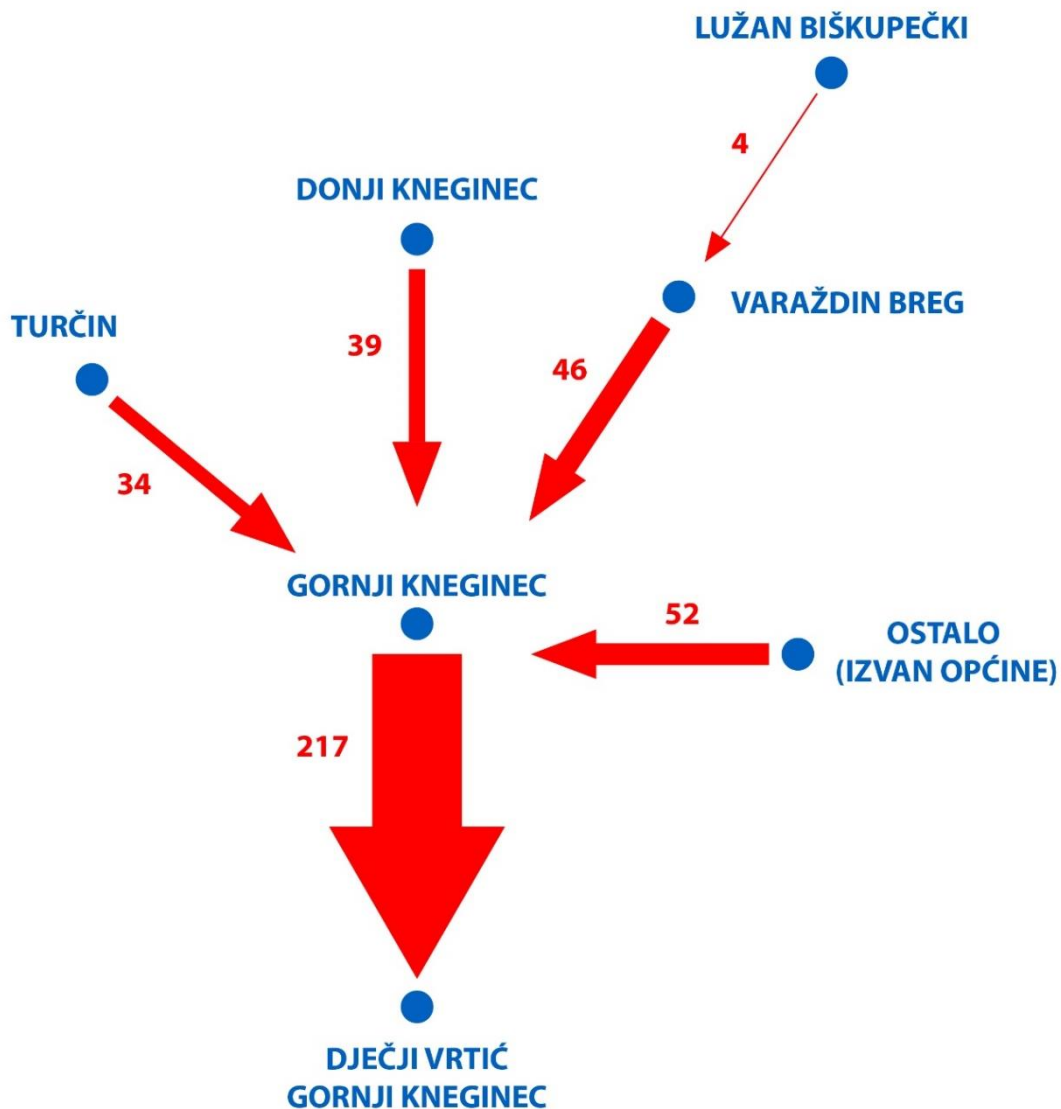 LUŽAN BIŠKUPEČKI
4
DONJI KNEGINEC
VARAŽDIN BREG
TURČIN
39
46
34
GORNJI KNEGINEC
52
OSTALO
(IZVAN OPĆINE)
217
DJEČJI VRTIĆ
GORNJI KNEGINEC